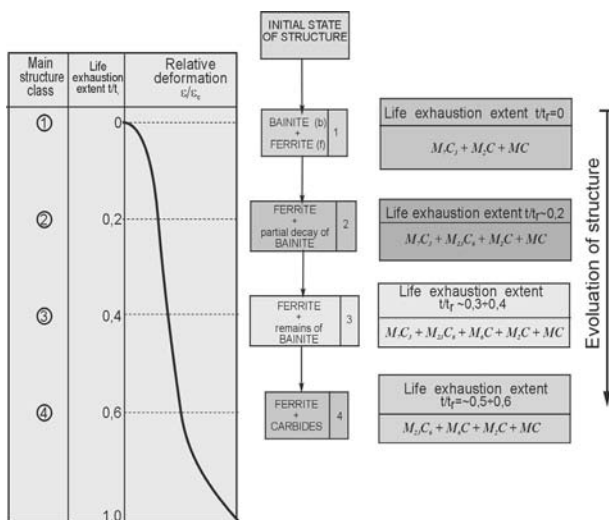 Main
structure
class
Life
exhaustion
extent t/tᵣ
Relative
deformation
ε/ε꜀
① 0
② 0,2
③ 0,4
④ 0,6
1,0
INITIAL STATE
OF STRUCTURE
BAINITE (b)
+
FERRITE (f)
1
FERRITE
+
partial decay of
BAINITE
2
FERRITE
+
remains of
BAINITE
3
FERRITE
+
CARBIDES
4
Life exhaustion extent t/tᵣ=0
M₇C₃ + M₂C + MC
Life exhaustion extent t/tᵣ~0,2
M₇C₃ + M₂₃C₆ + M₂C + MC
Life exhaustion extent
t/tᵣ ~0,3÷0,4
M₇C₃ + M₂₃C₆ + M₆C + M₂C + MC
Life exhaustion extent
t/tᵣ=~0,5÷0,6
M₂₃C₆ + M₆C + M₂C + MC
Evoluation of structure